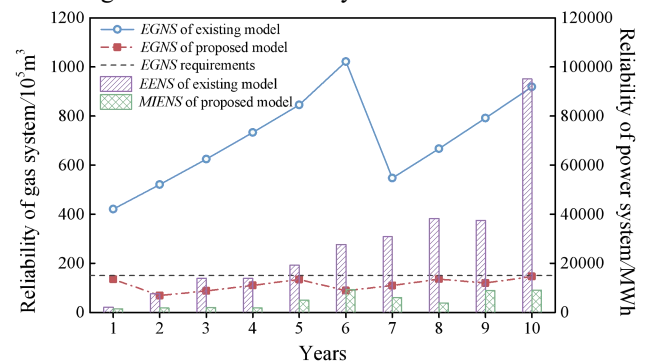 1200
1000
800
600
400
200
0
Reliability of gas system/10⁵m³
EGNS of existing model
EGNS of proposed model
EGNS requirements
EENS of existing model
MIENS of proposed model
120000
100000
80000
60000
40000
20000
0
Reliability of power system/MWh
1 2 3 4 5 6 7 8 9 10
Years